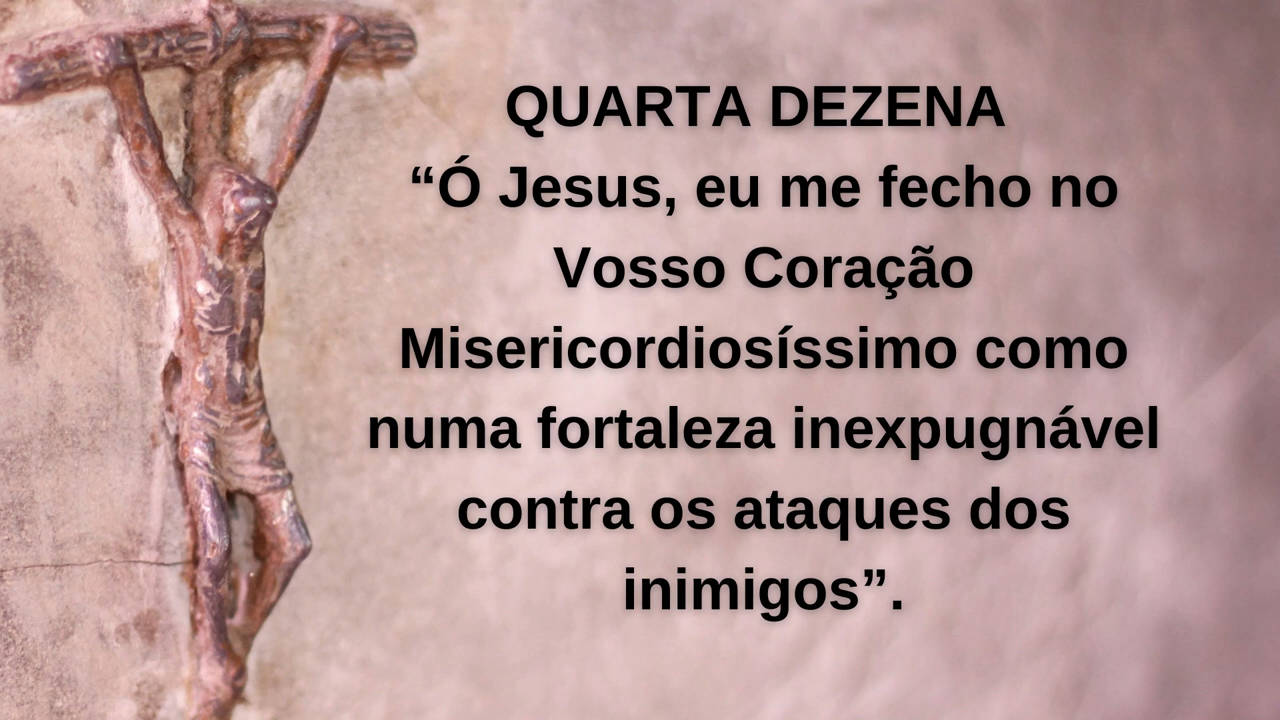 QUARTA DEZENA
“Ó Jesus, eu me fecho no
Vosso Coração
Misericordiosíssimo como
numa fortaleza inexpugnável
contra os ataques dos
inimigos”.